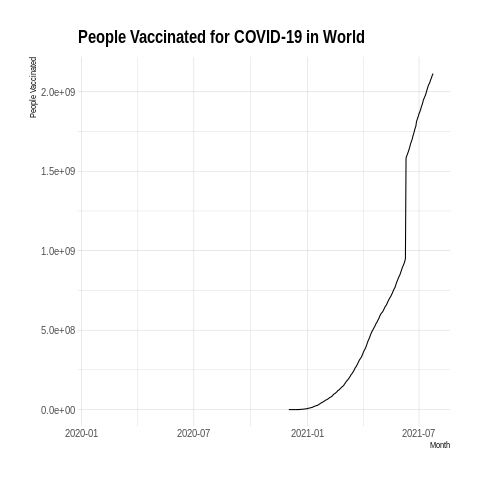 People Vaccinated for COVID-19 in World
People Vaccinated
2.0e+09
1.5e+09
1.0e+09
5.0e+08
0.0e+00
2020-01 2020-07 2021-01 2021-07
Month